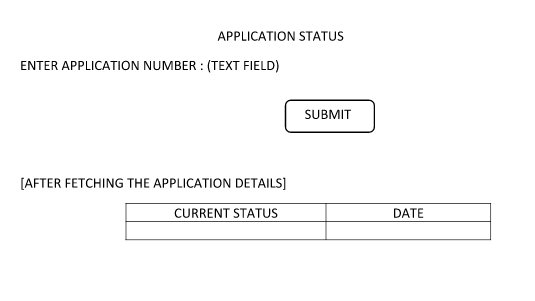 APPLICATION STATUS
ENTER APPLICATION NUMBER : (TEXT FIELD)
SUBMIT
[AFTER FETCHING THE APPLICATION DETAILS]
CURRENT STATUS DATE